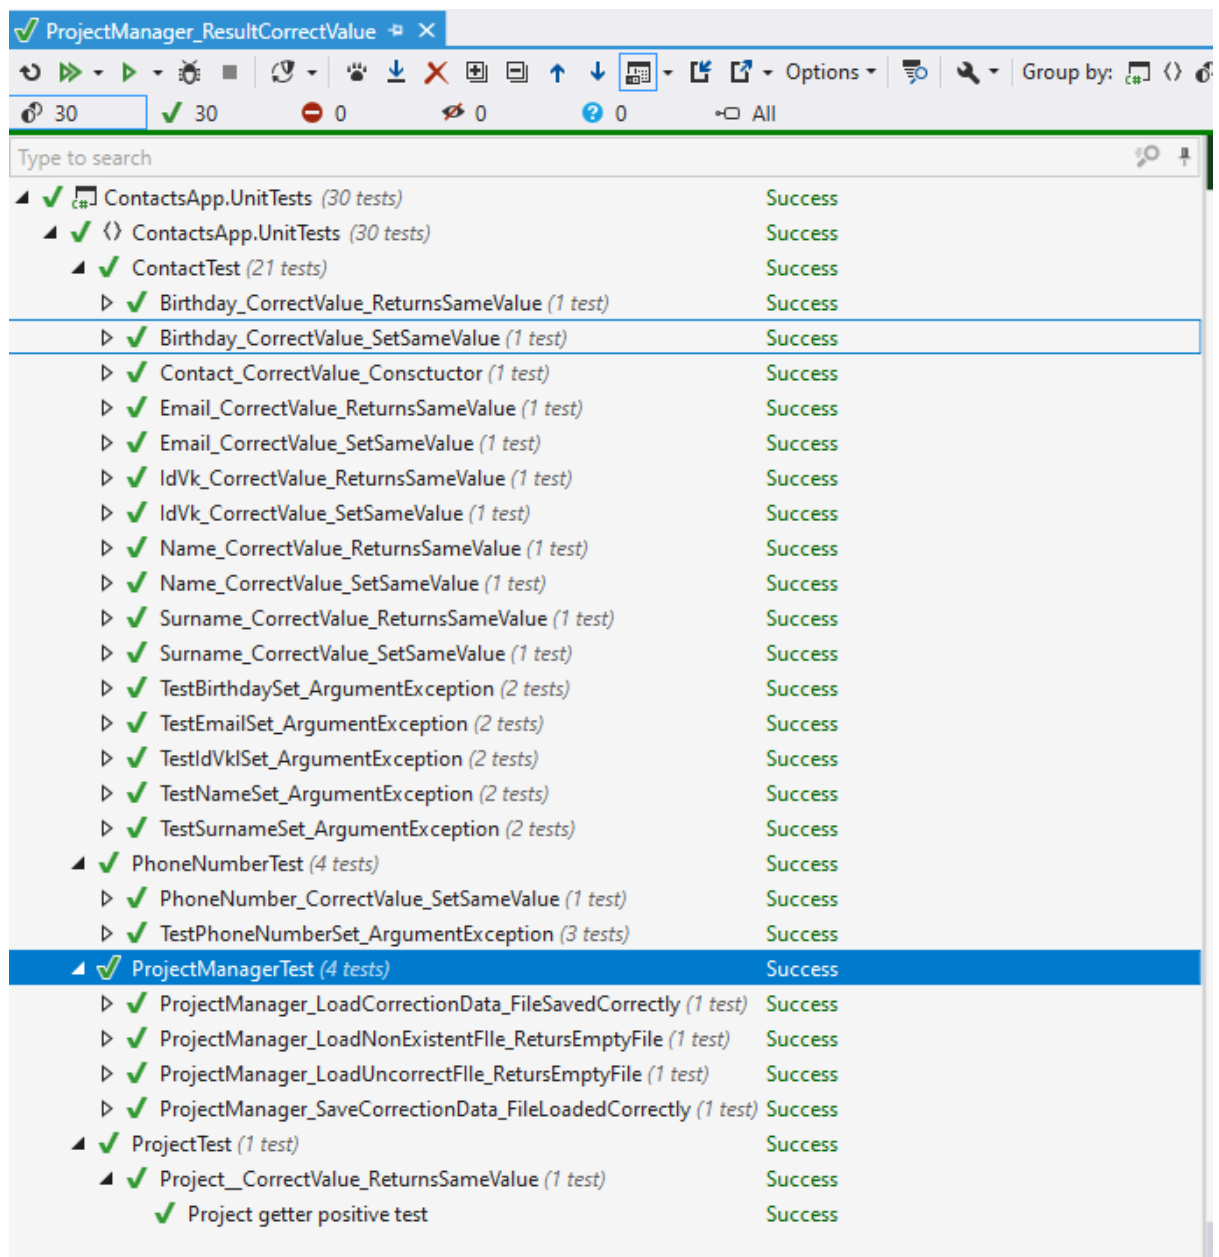 ProjectManager_ResultCorrectValue
Options Group by: C#
30 30 0 0 0 All
Type to search
C# ContactsApp.UnitTests (30 tests) Success
ContactsApp.UnitTests (30 tests) Success
ContactTest (21 tests) Success
Birthday_CorrectValue_ReturnsSameValue (1 test) Success
Birthday_CorrectValue_SetSameValue (1 test) Success
Contact_CorrectValue_Consctuctor (1 test) Success
Email_CorrectValue_ReturnsSameValue (1 test) Success
Email_CorrectValue_SetSameValue (1 test) Success
IdVk_CorrectValue_ReturnsSameValue (1 test) Success
IdVk_CorrectValue_SetSameValue (1 test) Success
Name_CorrectValue_ReturnsSameValue (1 test) Success
Name_CorrectValue_SetSameValue (1 test) Success
Surname_CorrectValue_ReturnsSameValue (1 test) Success
Surname_CorrectValue_SetSameValue (1 test) Success
TestBirthdaySet_ArgumentException (2 tests) Success
TestEmailSet_ArgumentException (2 tests) Success
TestIdVklSet_ArgumentException (2 tests) Success
TestNameSet_ArgumentException (2 tests) Success
TestSurnameSet_ArgumentException (2 tests) Success
PhoneNumberTest (4 tests) Success
PhoneNumber_CorrectValue_SetSameValue (1 test) Success
TestPhoneNumberSet_ArgumentException (3 tests) Success
ProjectManagerTest (4 tests) Success
ProjectManager_LoadCorrectionData_FileSavedCorrectly (1 test) Success
ProjectManager_LoadNonExistentFIle_RetursEmptyFile (1 test) Success
ProjectManager_LoadUncorrectFIle_RetursEmptyFile (1 test) Success
ProjectManager_SaveCorrectionData_FileLoadedCorrectly (1 test) Success
ProjectTest (1 test) Success
Project__CorrectValue_ReturnsSameValue (1 test) Success
Project getter positive test Success